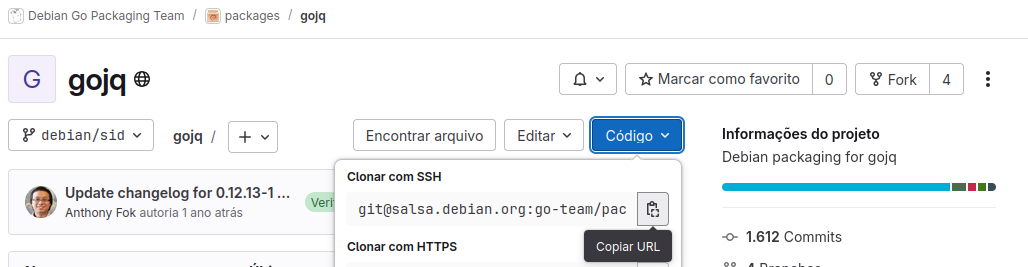 Debian Go Packaging Team / packages / gojq
G gojq
Marcar como favorito 0 Fork 4
debian/sid gojq / + Encontrar arquivo Editar Código
Informações do projeto
Debian packaging for gojq
Clonar com SSH
Update changelog for 0.12.13-1 ...
Anthony Fok autoria 1 ano atrás
git@salsa.debian.org:go-team/pac
Copiar URL
Clonar com HTTPS
1.612 Commits